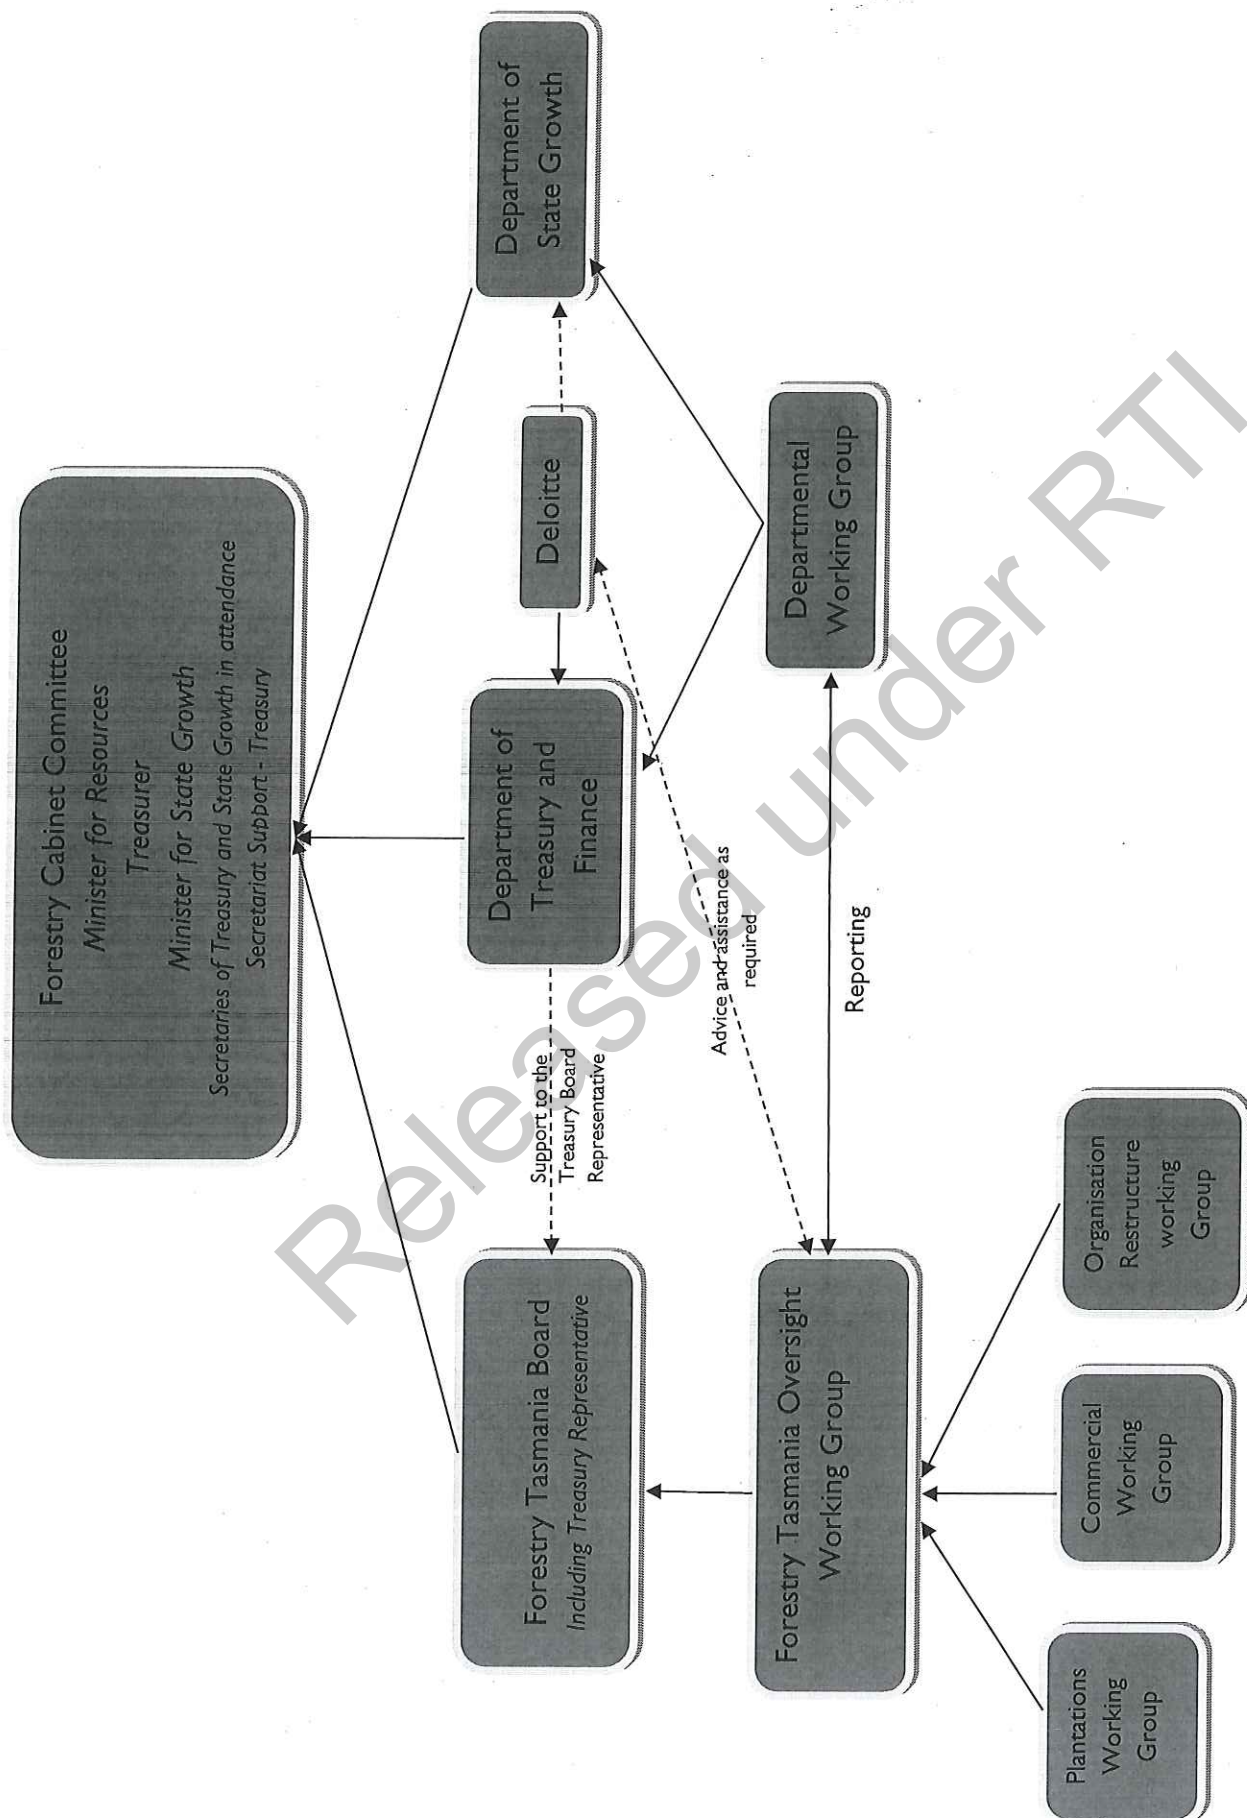 Forestry Cabinet Committee
Minister for Resources
Treasurer
Minister for State Growth
Secretaries of Treasury and State Growth in attendance
Secretariat Support - Treasury
Forestry Tasmania Board
Including Treasury Representative
Support to the
Treasury Board
Representative
Department of
Treasury and
Finance
Deloitte
Department of
State Growth
Forestry Tasmania Oversight
Working Group
Advice and assistance as
required
Reporting
Departmental
Working Group
Plantations
Working
Group
Commercial
Working
Group
Organisation
Restructure
working
Group
Released under RTI